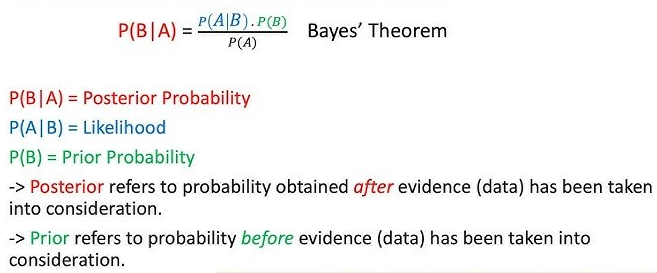 P(B|A) = P(A|B).P(B) / P(A) Bayes' Theorem
P(B|A) = Posterior Probability
P(A|B) = Likelihood
P(B) = Prior Probability
-> Posterior refers to probability obtained after evidence (data) has been taken
into consideration.
-> Prior refers to probability before evidence (data) has been taken into
consideration.